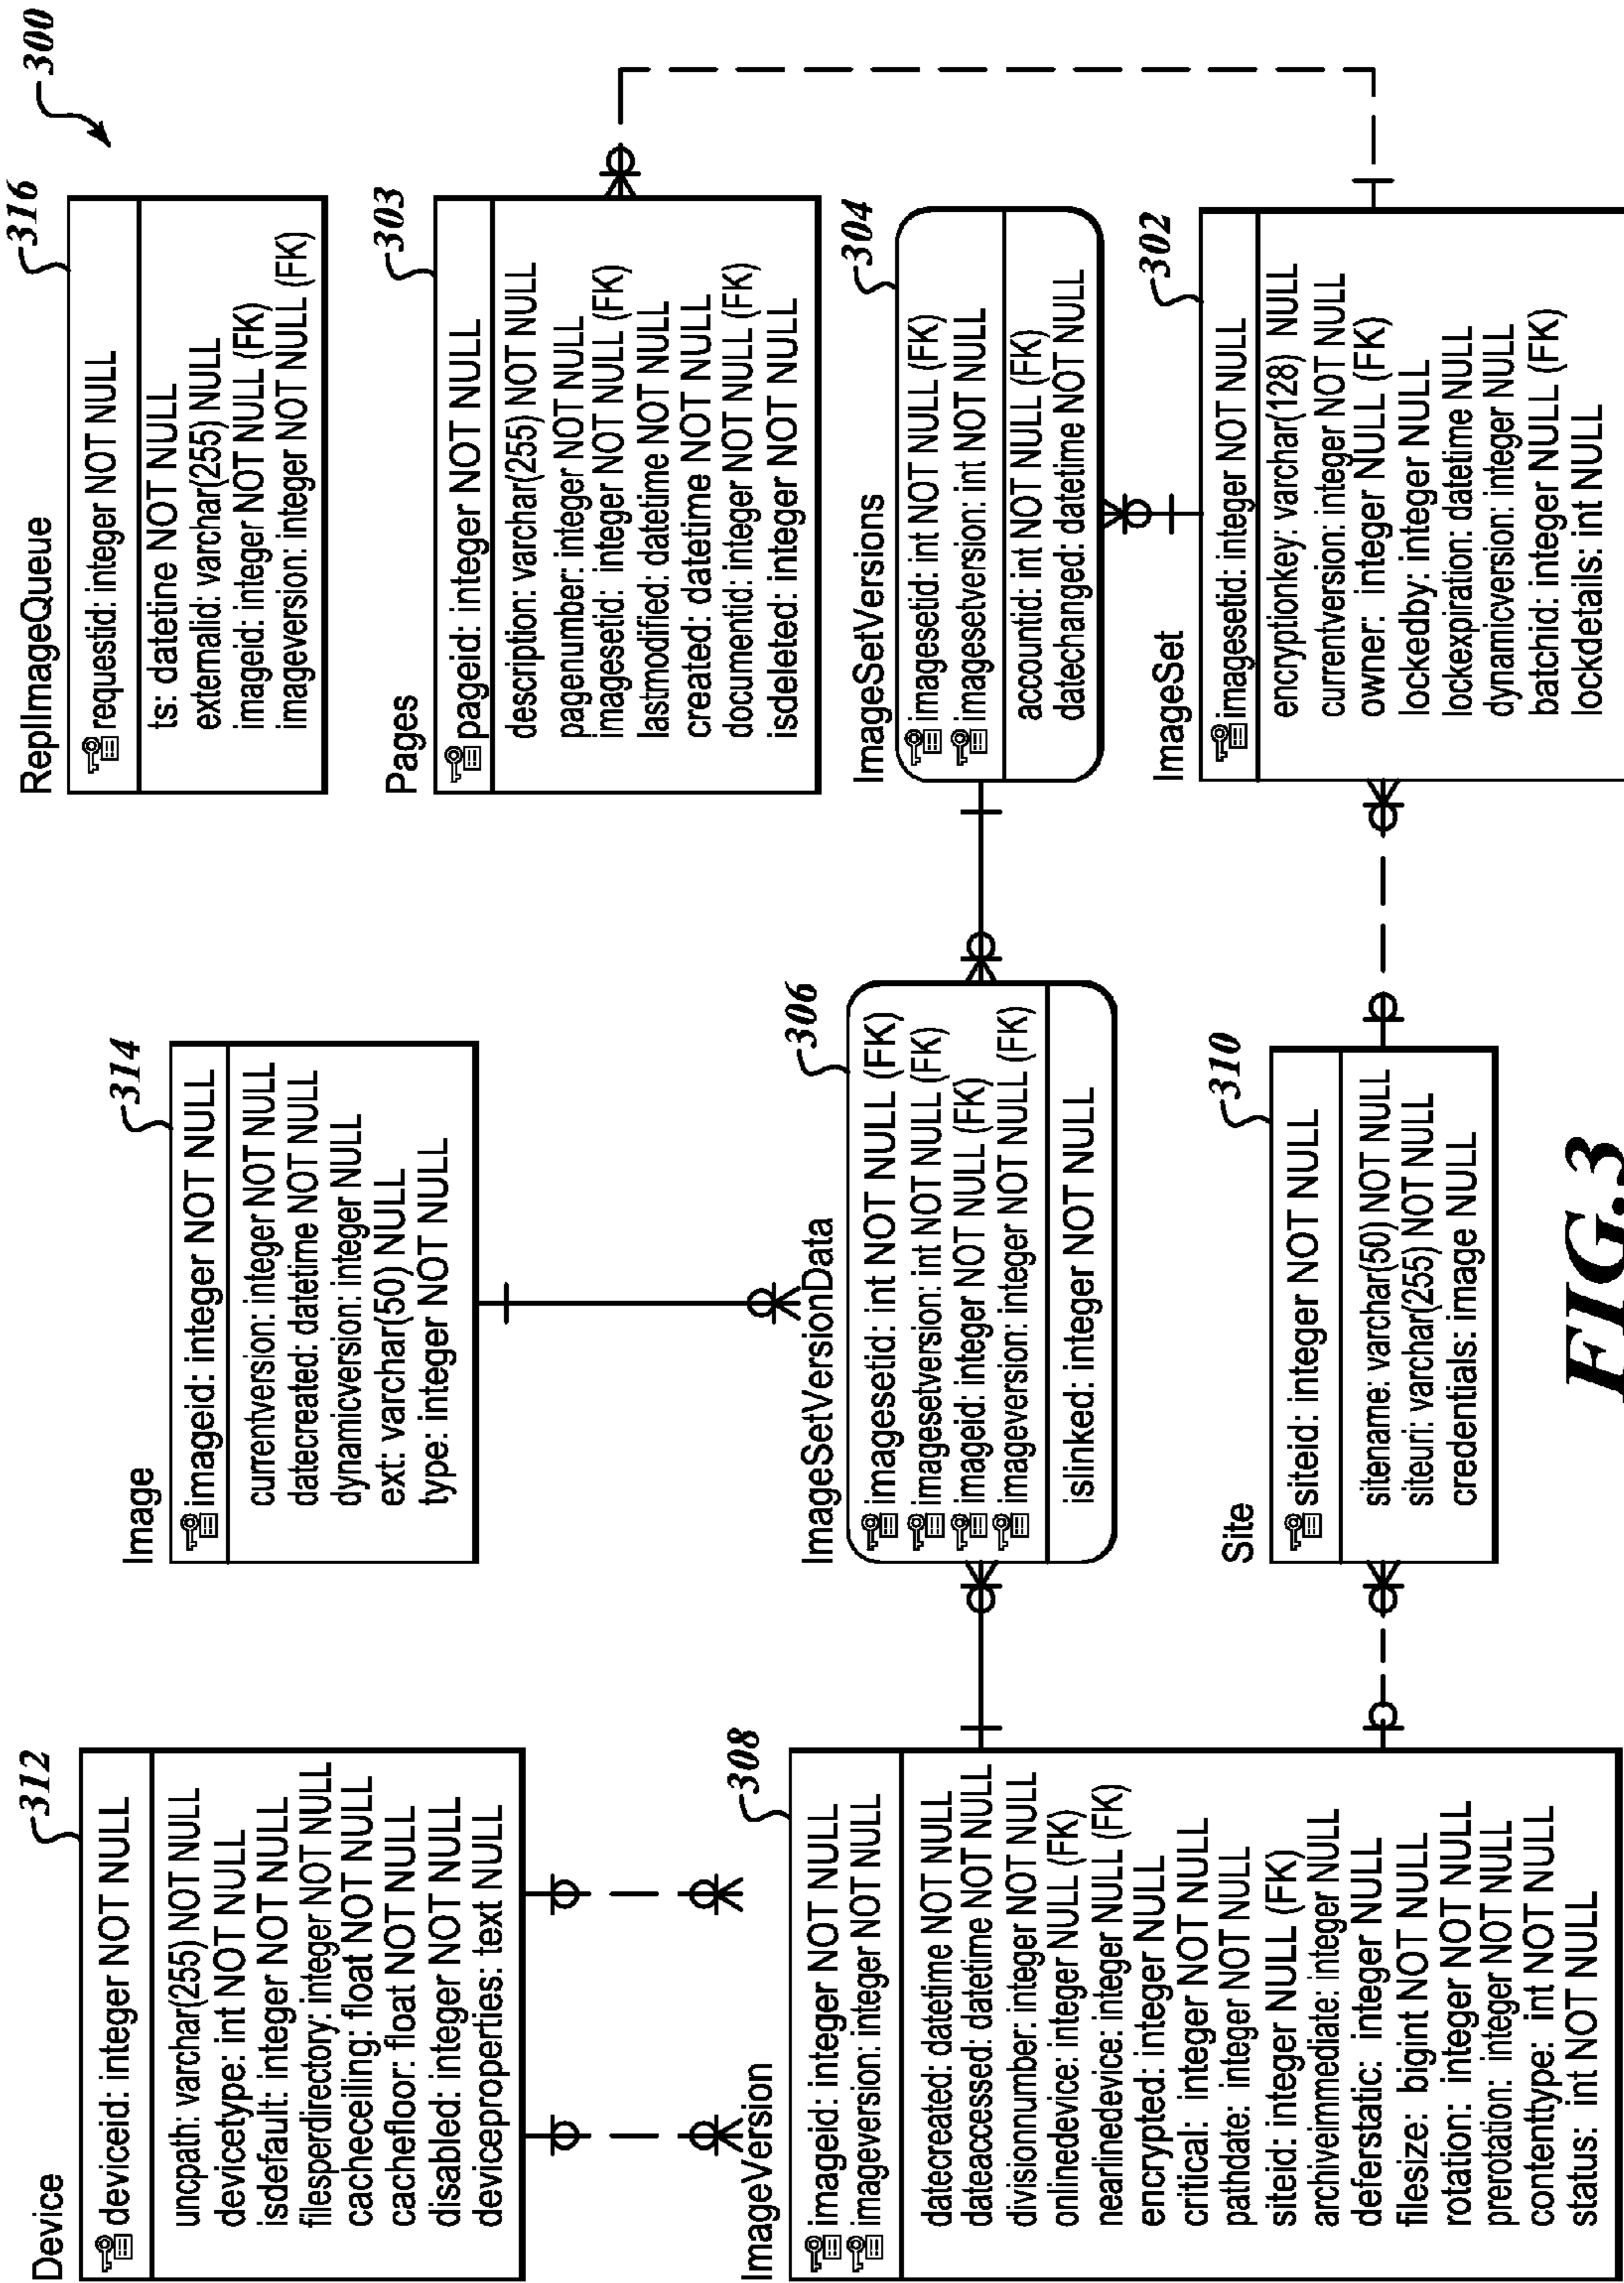 300
Device
312
deviceid: integer NOT NULL
uncpath: varchar(255) NOT NULL
devicetype: int NOT NULL
isdefault: integer NOT NULL
filesperdirectory: integer NOT NULL
cacheceilling: float NOT NULL
cachefloor: float NOT NULL
disabled: integer NOT NULL
deviceproperties: text NULL
Image
314
imageid: integer NOT NULL
currentversion: integer NOT NULL
datecreated: datetime NOT NULL
dynamicversion: integer NULL
ext: varchar(50) NULL
type: integer NOT NULL
ReplImageQueue
316
requestid: integer NOT NULL
ts: datetine NOT NULL
externalid: varchar(255) NULL
imageid: integer NOT NULL (FK)
imageversion: integer NOT NULL (FK)
Pages
303
pageid: integer NOT NULL
description: varchar(255) NOT NULL
pagenumber: integer NOT NULL
imagesetid: integer NOT NULL (FK)
lastmodified: datetime NOT NULL
created: datetime NOT NULL
documentid: integer NOT NULL (FK)
isdeleted: integer NOT NULL
ImageVersion
308
imageid: integer NOT NULL
imageversion: integer NOT NULL
datecreated: datetime NOT NULL
dateaccessed: datetime NOT NULL
divisionnumber: integer NOT NULL
onlinedevice: integer NULL (FK)
nearlinedevice: integer NULL (FK)
encrypted: integer NULL
critical: integer NOT NULL
pathdate: integer NOT NULL
siteid: integer NULL (FK)
archiveimmediate: integer NULL
deferstatic: integer NULL
filesize: bigint NOT NULL
rotation: integer NOT NULL
prerotation: integer NOT NULL
contenttype: int NOT NULL
status: int NOT NULL
ImageSetVersionData
306
imagesetid: int NOT NULL (FK)
imagesetversion: int NOT NULL (FK)
imageid: integer NOT NULL (FK)
imageversion: integer NOT NULL (FK)
islinked: integer NOT NULL
ImageSetVersions
304
imagesetid: int NOT NULL (FK)
imagesetversion: int NOT NULL
accountid: int NOT NULL (FK)
datechanged: datetime NOT NULL
Site
310
siteid: integer NOT NULL
sitename: varchar(50) NOT NULL
siteuri: varchar(255) NOT NULL
credentials: image NULL
ImageSet
302
imagesetid: integer NOT NULL
encryptionkey: varchar(128) NULL
currentversion: integer NOT NULL
owner: integer NULL (FK)
lockedby: integer NULL
lockexpiration: datetime NULL
dynamicversion: integer NULL
batchid: integer NULL (FK)
lockdetails: int NULL
FIG.3